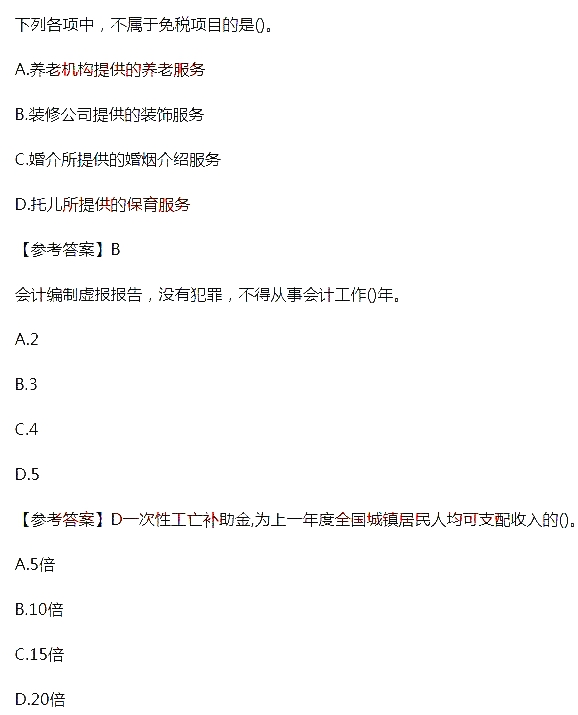 下列各项中，不属于免税项目的是()。
A.养老机构提供的养老服务
B.装修公司提供的装饰服务
C.婚介所提供的婚烟介绍服务
D.托儿所提供的保育服务
【参考答案】B
会计编制虚报报告，没有犯罪，不得从事会计工作()年。
A.2
B.3
C.4
D.5
【参考答案】D一次性工亡补助金,为上一年度全国城镇居民人均可支配收入的()。
A.5倍
B.10倍
C.15倍
D.20倍